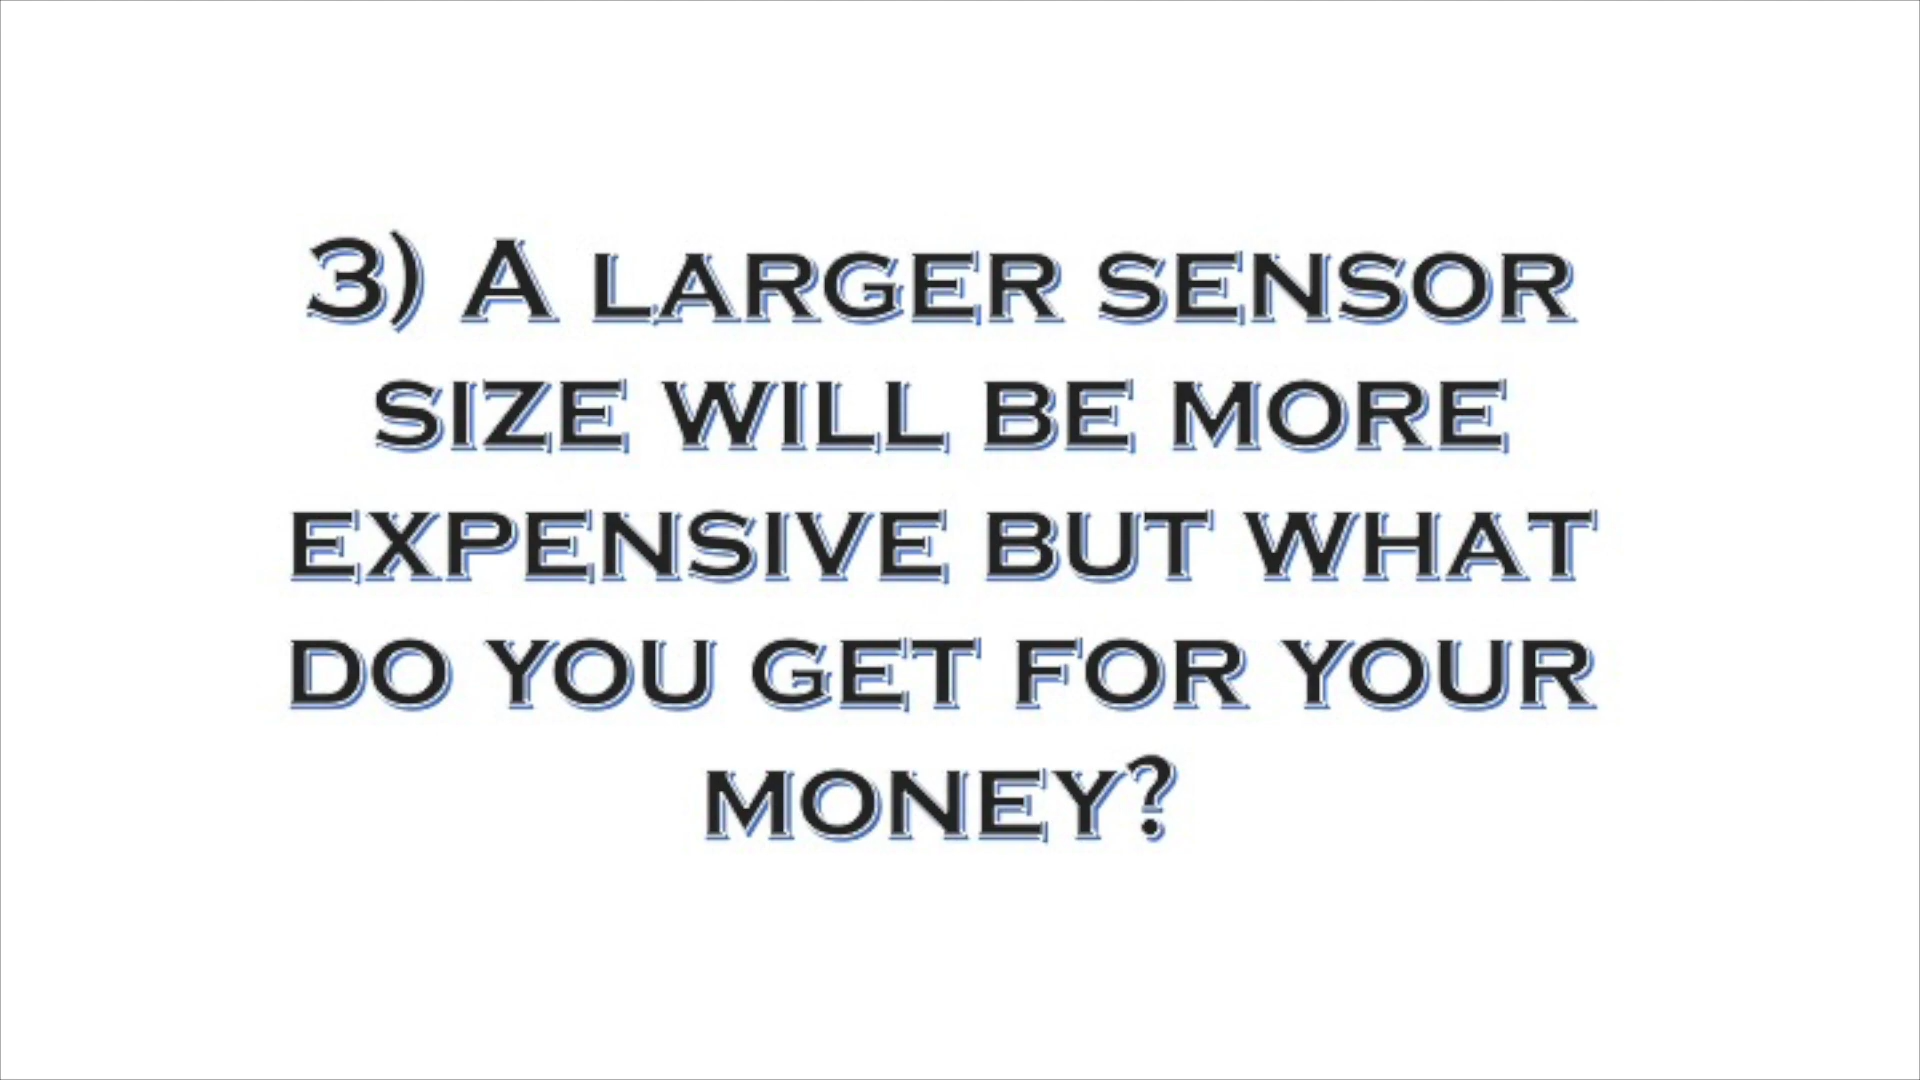 3) A LARGER SENSOR
SIZE WILL BE MORE
EXPENSIVE BUT WHAT
DO YOU GET FOR YOUR
MONEY?